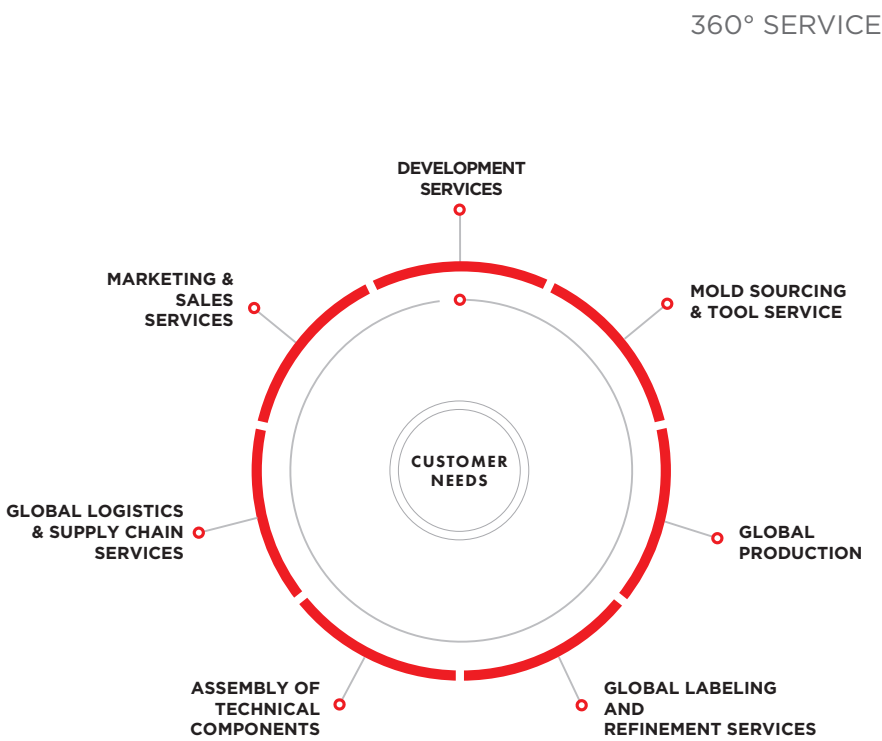 360° SERVICE
DEVELOPMENT
SERVICES
MOLD SOURCING
& TOOL SERVICE
GLOBAL
PRODUCTION
GLOBAL LABELING
AND
REFINEMENT SERVICES
ASSEMBLY OF
TECHNICAL
COMPONENTS
GLOBAL LOGISTICS
& SUPPLY CHAIN
SERVICES
MARKETING &
SALES
SERVICES
CUSTOMER
NEEDS